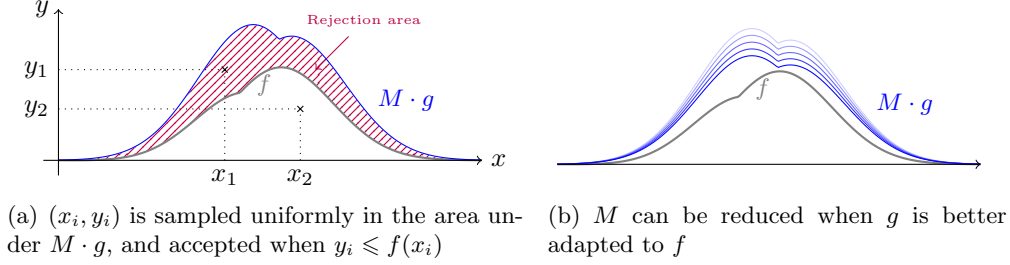 y
Rejection area
y₁
f
M · g
y₂
x
x₁
x₂
f
M · g
(a) (xᵢ, yᵢ) is sampled uniformly in the area un-
der M · g, and accepted when yᵢ ⩽ f(xᵢ)
(b) M can be reduced when g is better
adapted to f